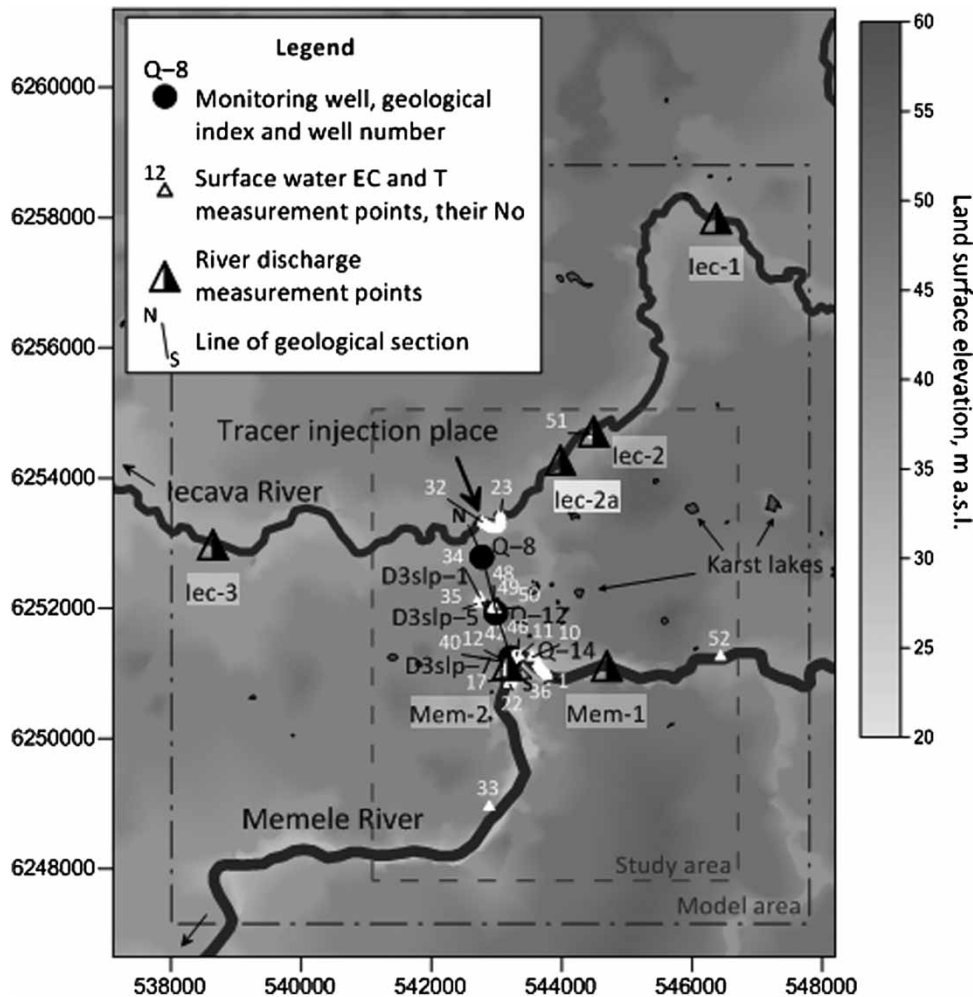 Legend
Q–8
Monitoring well, geological
index and well number
12
Surface water EC and T
measurement points, their No
River discharge
measurement points
N
S
Line of geological section
6260000
6258000
6256000
6254000
6252000
6250000
6248000
538000
540000
542000
544000
546000
548000
60
55
50
45
40
35
30
25
20
Land surface elevation, m a.s.l.
Iec-1
51
Tracer injection place
Iec-2
Iec-2a
32
23
Iecava River
N
Iec-3
34
Q–8
Karst lakes
D3slp–1
48
49
50
35
D3slp–5
46
40
12
11
10
Q–14
D3slp–7
52
17
36
1
22
Mem-2
Mem-1
33
Memele River
Study area
Model area